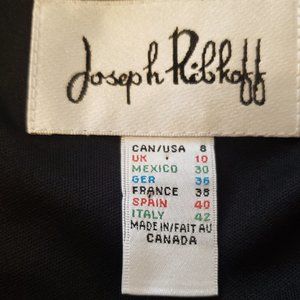 Joseph Ribkoff
CAN/USA 8
UK 10
MEXICO 30
GER 36
FRANCE 38
SPAIN 40
ITALY 42
MADE IN/FAIT AU
CANADA